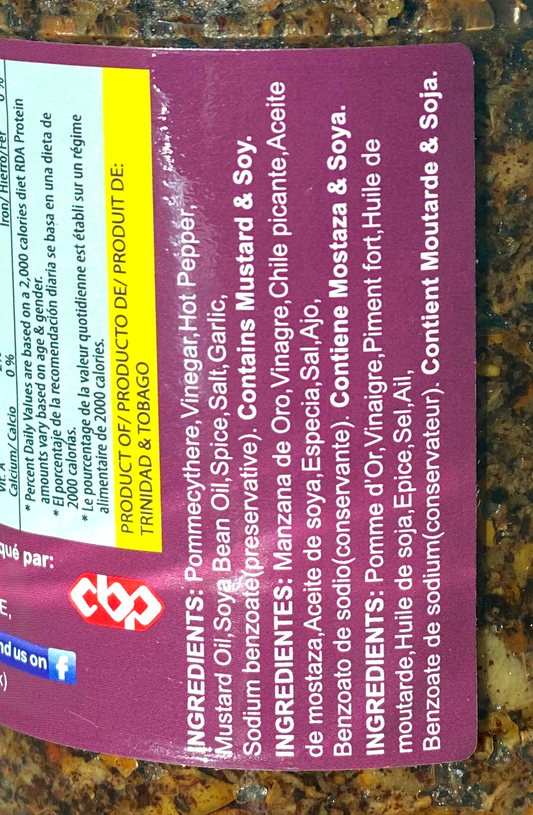 Vit. A
Iron/ Hierro/Fer 0 %
Calcium/ Calcio 0 %
* Percent Daily Values are based on a 2,000 calories diet RDA Protein
amounts vary based on age & gender.
* El porcentaje de la recomendación diaria se basa en una dieta de
2000 calorías.
* Le pourcentage de la valeur quotidienne est établi sur un régime
alimentaire de 2000 calories.
PRODUCT OF/ PRODUCTO DE/ PRODUIT DE:
TRINIDAD & TOBAGO
qué par:
E,
nd us on f
k)
INGREDIENTS: Pommecythere,Vinegar,Hot Pepper,
Mustard Oil,Soya Bean Oil,Spice,Salt,Garlic,
Sodium benzoate(preservative). Contains Mustard & Soy.
INGREDIENTES: Manzana de Oro,Vinagre,Chile picante,Aceite
de mostaza,Aceite de soya,Especia,Sal,Ajo,
Benzoato de sodio(conservante). Contiene Mostaza & Soya.
INGREDIENTS: Pomme d'Or,Vinaigre,Piment fort,Huile de
moutarde,Huile de soja,Epice,Sel,Ail,
Benzoate de sodium(conservateur). Contient Moutarde & Soja.